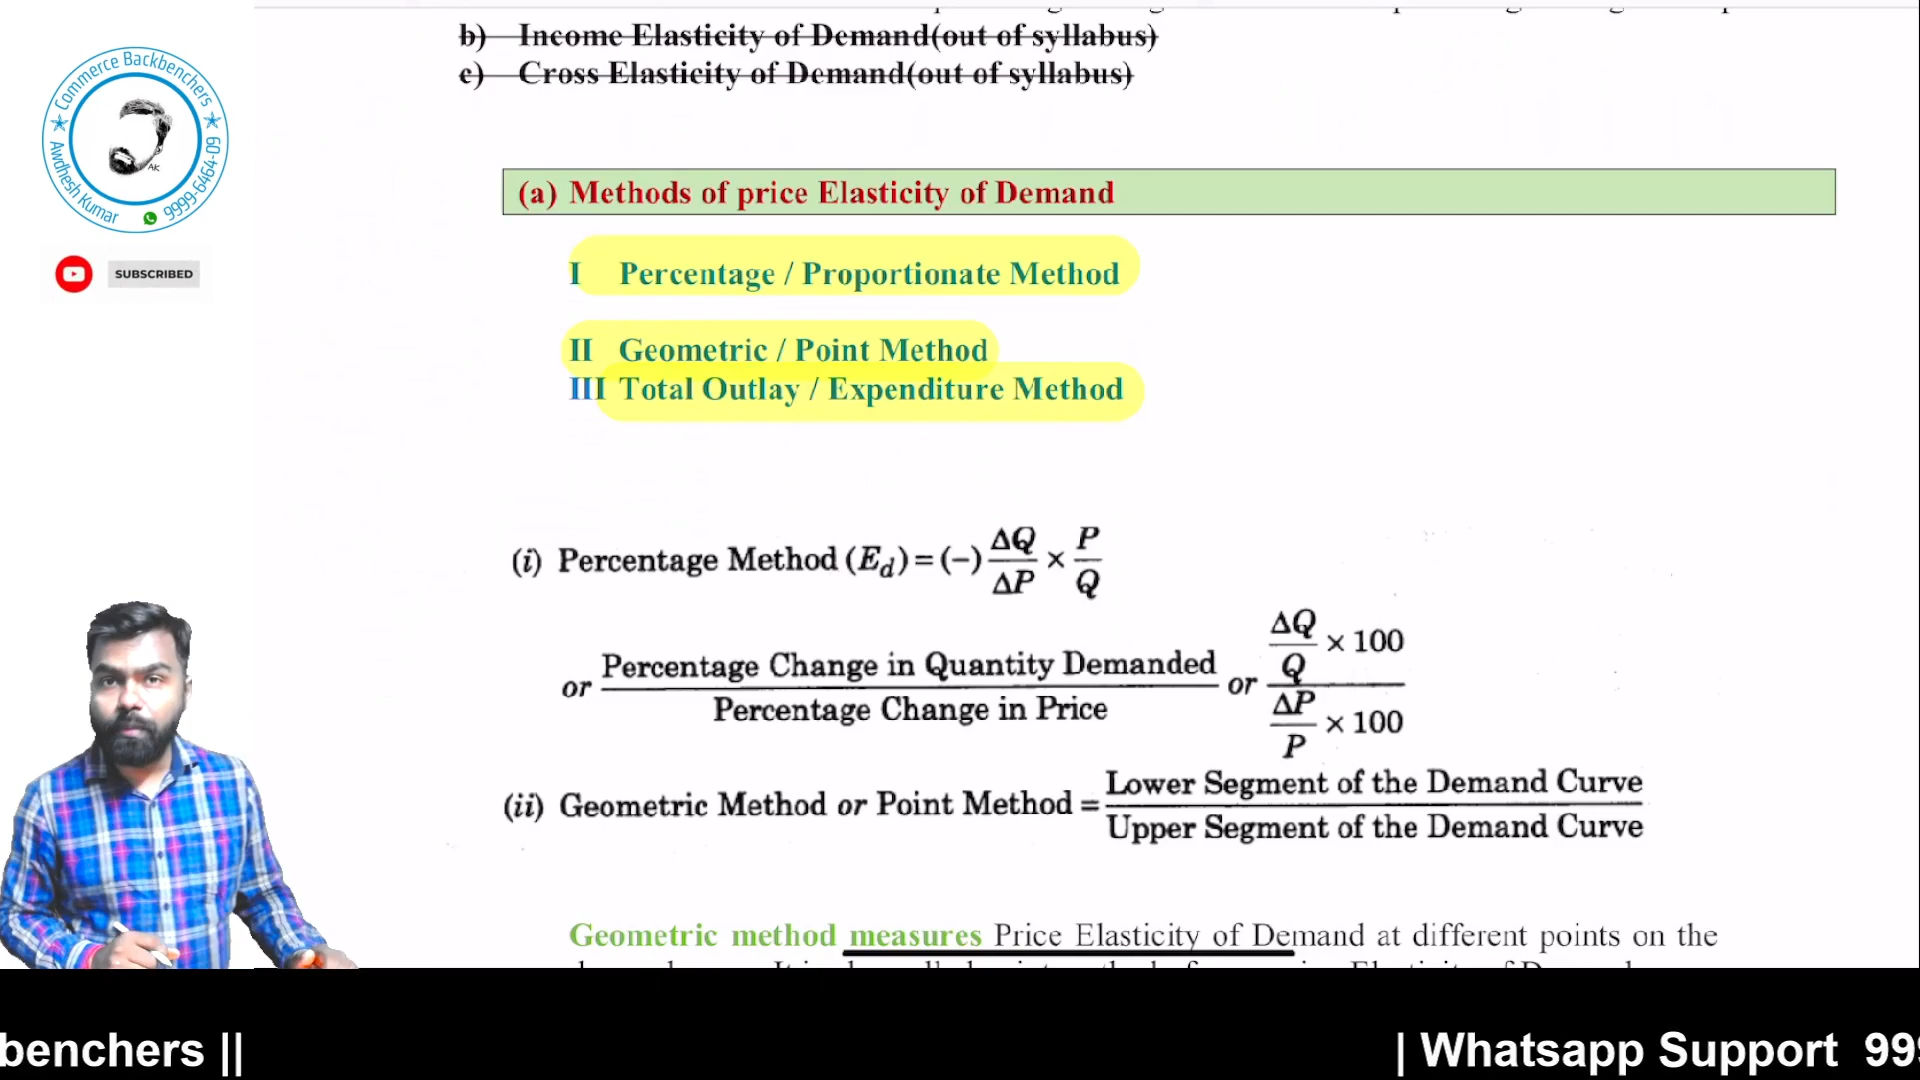 b) Income Elasticity of Demand(out of syllabus)
c) Cross Elasticity of Demand(out of syllabus)
Commerce Backbenchers
Awdhesh Kumar
9999-6464-09
AK
SUBSCRIBED
(a) Methods of price Elasticity of Demand
I Percentage / Proportionate Method
II Geometric / Point Method
III Total Outlay / Expenditure Method
(i) Percentage Method (E_d) = (−) ΔQ/ΔP × P/Q
or Percentage Change in Quantity Demanded / Percentage Change in Price or ΔQ/Q × 100 / ΔP/P × 100
(ii) Geometric Method or Point Method = Lower Segment of the Demand Curve / Upper Segment of the Demand Curve
Geometric method measures Price Elasticity of Demand at different points on the
benchers || | Whatsapp Support 99